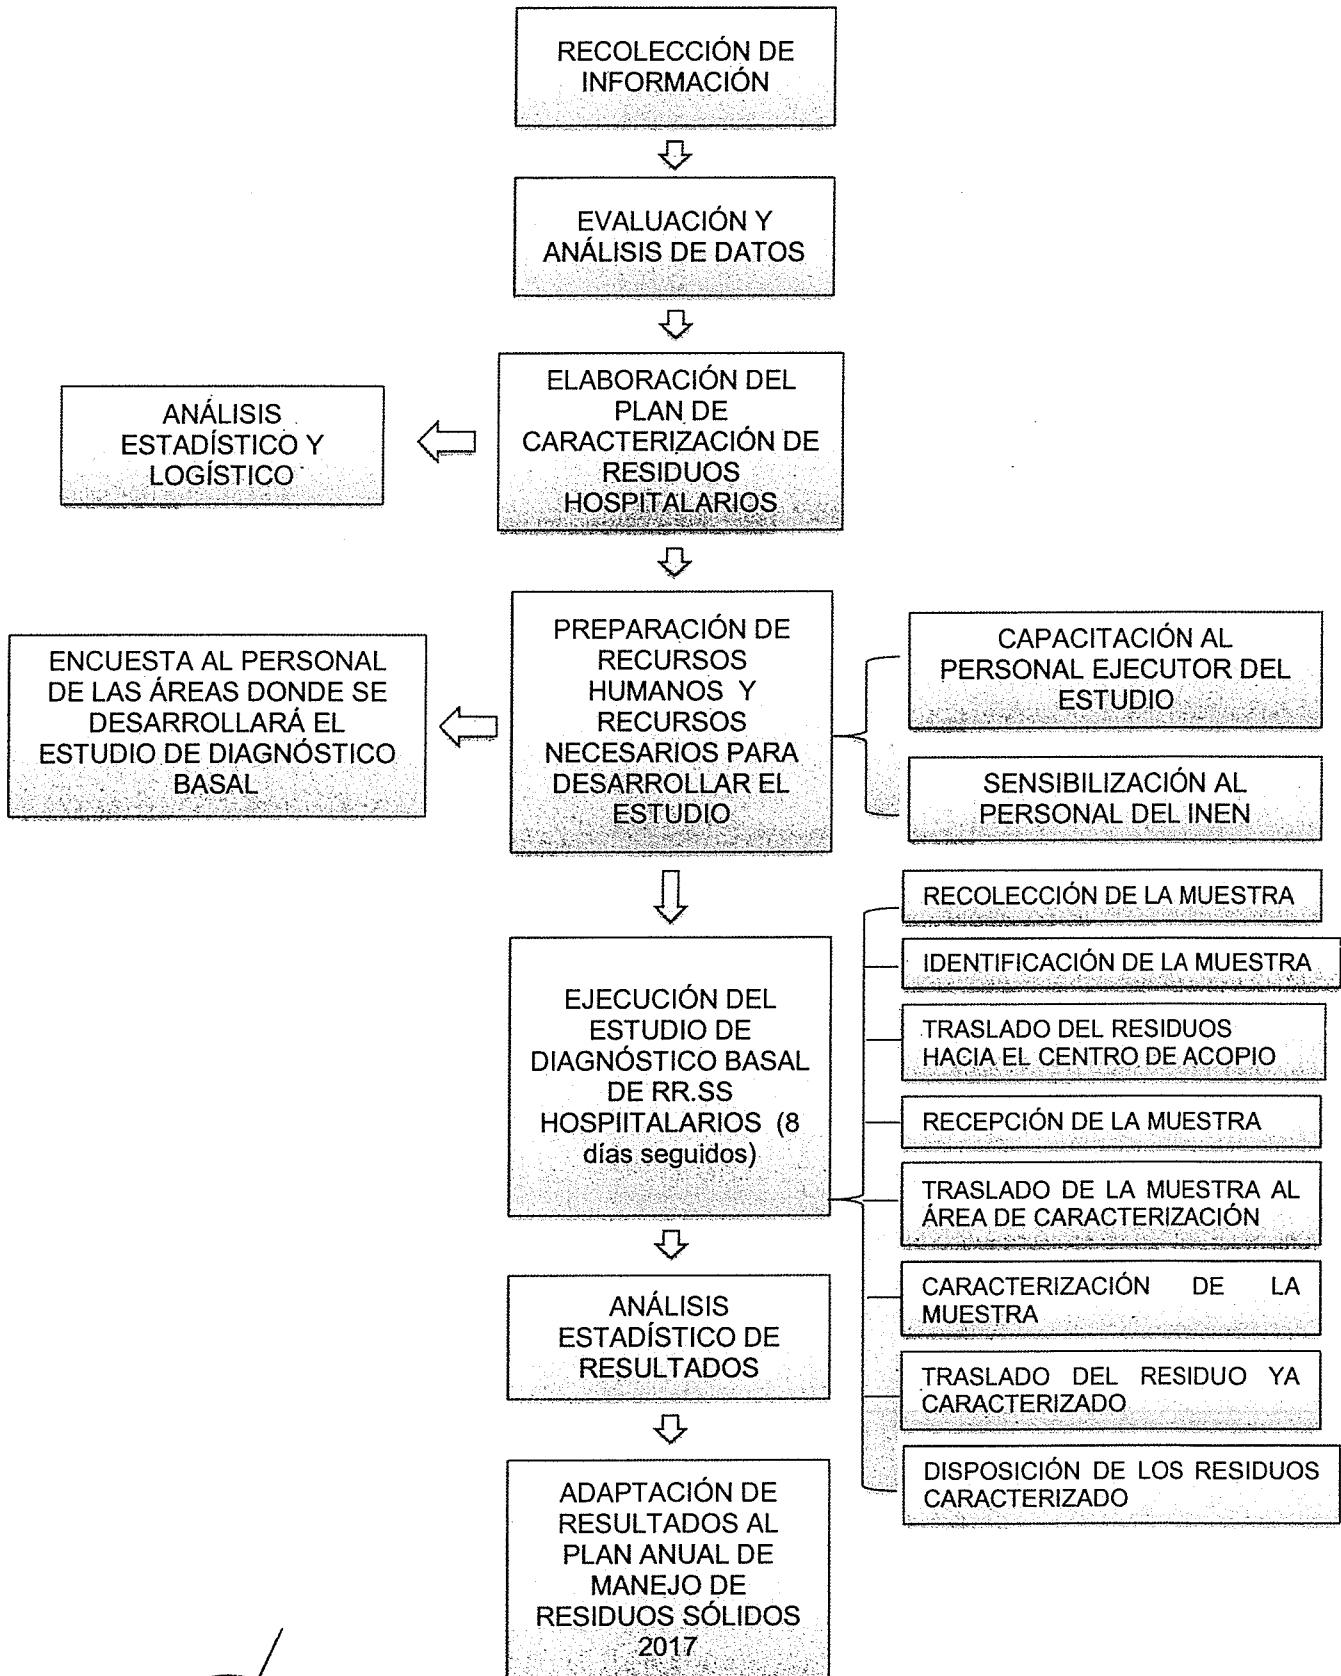 RECOLECCIÓN DE
INFORMACIÓN
EVALUACIÓN Y
ANÁLISIS DE DATOS
ELABORACIÓN DEL
PLAN DE
CARACTERIZACIÓN DE
RESIDUOS
HOSPITALARIOS
ANÁLISIS
ESTADÍSTICO Y
LOGÍSTICO
PREPARACIÓN DE
RECURSOS
HUMANOS Y
RECURSOS
NECESARIOS PARA
DESARROLLAR EL
ESTUDIO
ENCUESTA AL PERSONAL
DE LAS ÁREAS DONDE SE
DESARROLLARÁ EL
ESTUDIO DE DIAGNÓSTICO
BASAL
CAPACITACIÓN AL
PERSONAL EJECUTOR DEL
ESTUDIO
SENSIBILIZACIÓN AL
PERSONAL DEL INEN
EJECUCIÓN DEL
ESTUDIO DE
DIAGNÓSTICO BASAL
DE RR.SS
HOSPIITALARIOS (8
días seguidos)
RECOLECCIÓN DE LA MUESTRA
IDENTIFICACIÓN DE LA MUESTRA
TRASLADO DEL RESIDUOS
HACIA EL CENTRO DE ACOPIO
RECEPCIÓN DE LA MUESTRA
TRASLADO DE LA MUESTRA AL
ÁREA DE CARACTERIZACIÓN
CARACTERIZACIÓN DE LA
MUESTRA
TRASLADO DEL RESIDUO YA
CARACTERIZADO
DISPOSICIÓN DE LOS RESIDUOS
CARACTERIZADO
ANÁLISIS
ESTADÍSTICO DE
RESULTADOS
ADAPTACIÓN DE
RESULTADOS AL
PLAN ANUAL DE
MANEJO DE
RESIDUOS SÓLIDOS
2017